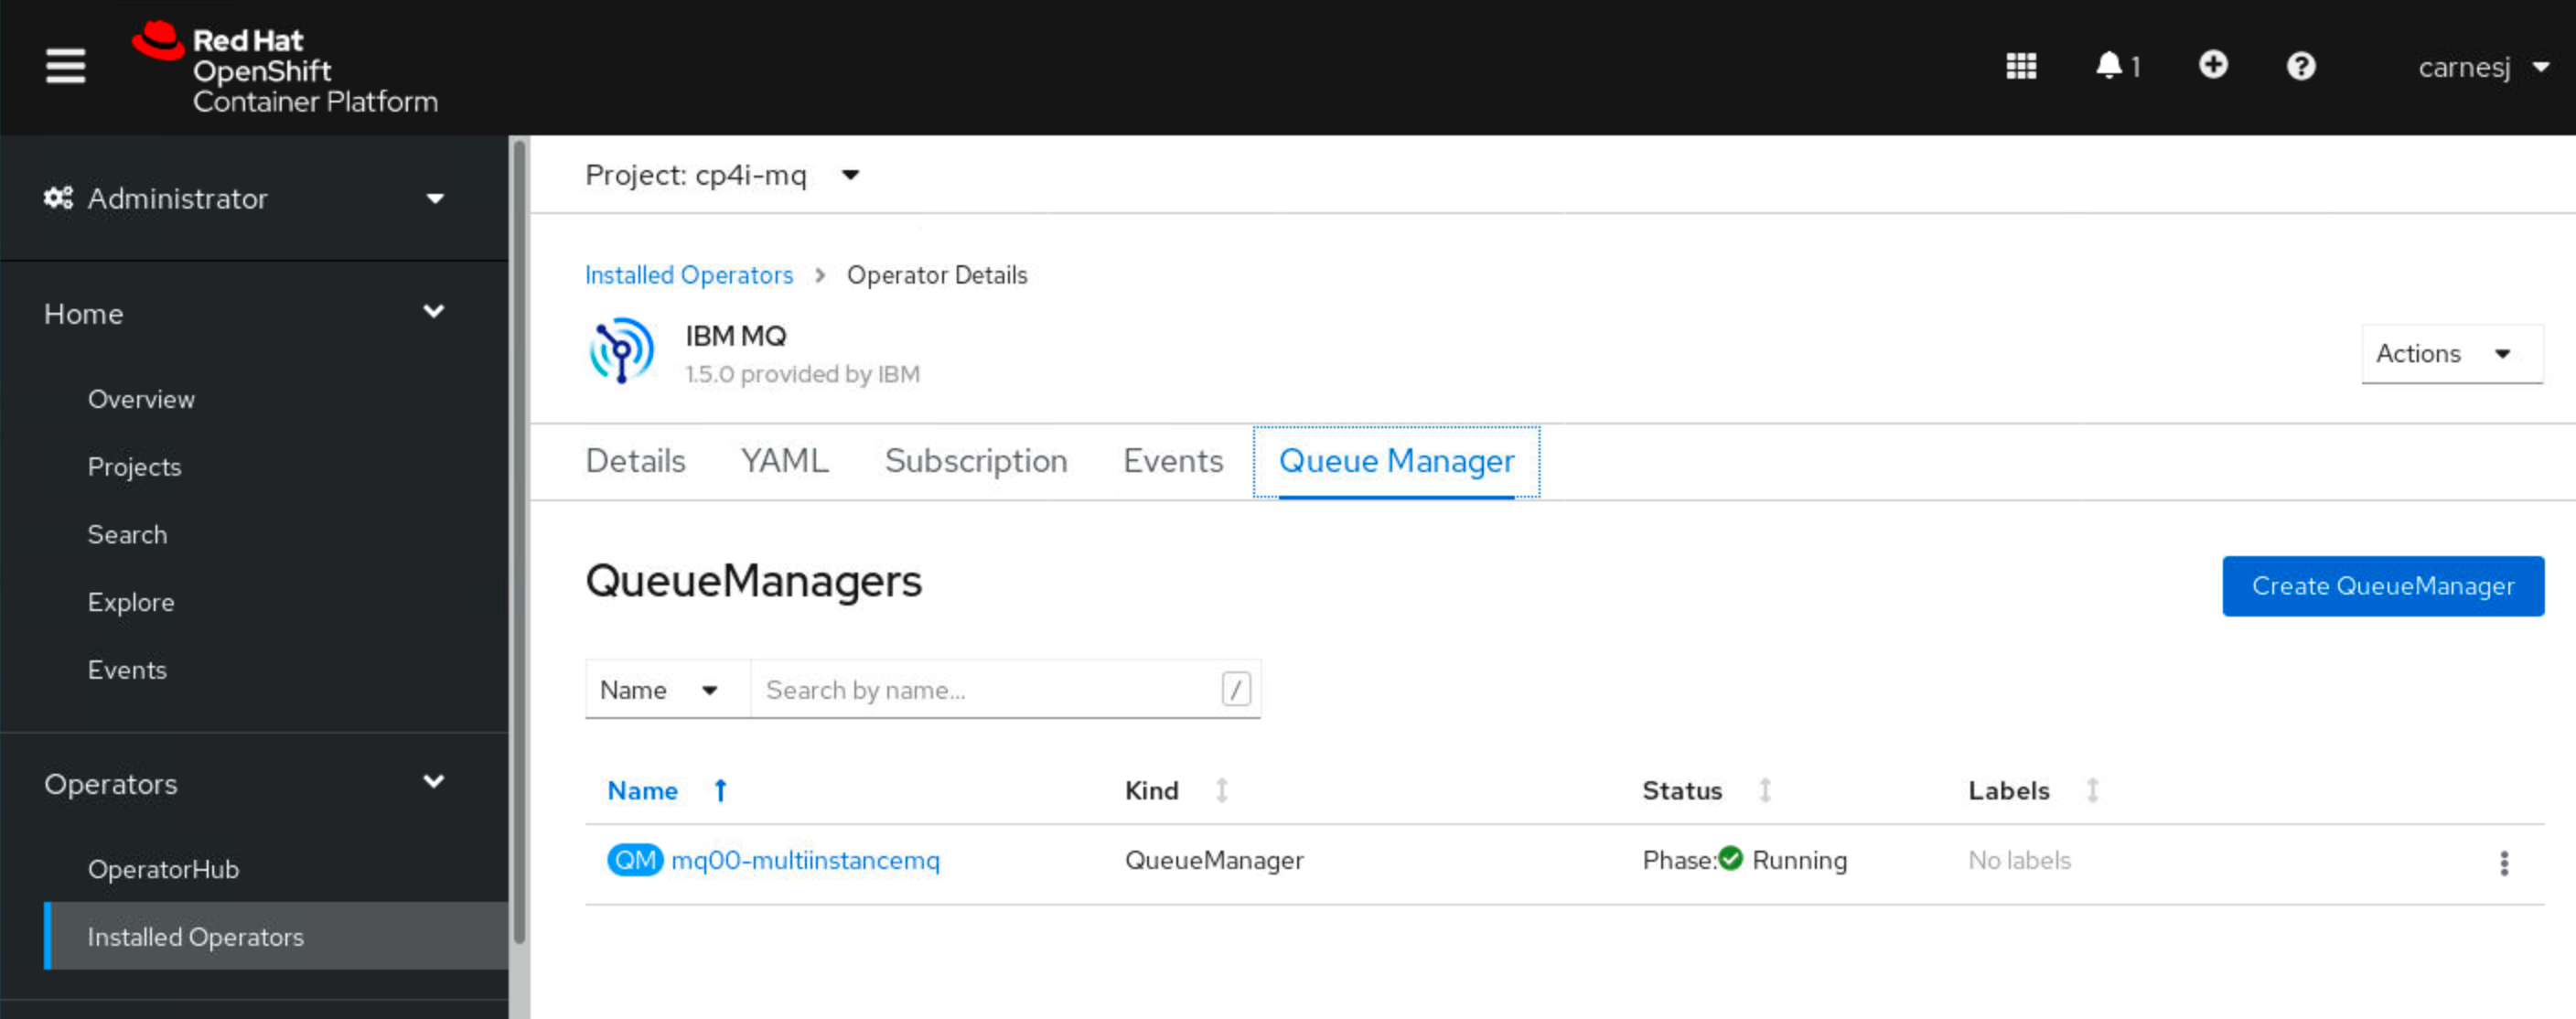 Red Hat
OpenShift
Container Platform
1
carnesj
Administrator
Home
Overview
Projects
Search
Explore
Events
Operators
OperatorHub
Installed Operators
Project: cp4i-mq
Installed Operators > Operator Details
IBM MQ
1.5.0 provided by IBM
Actions
Details YAML Subscription Events Queue Manager
QueueManagers
Create QueueManager
Name Search by name... /
Name Kind Status Labels
QM mq00-multiinstancemq QueueManager Phase: Running No labels